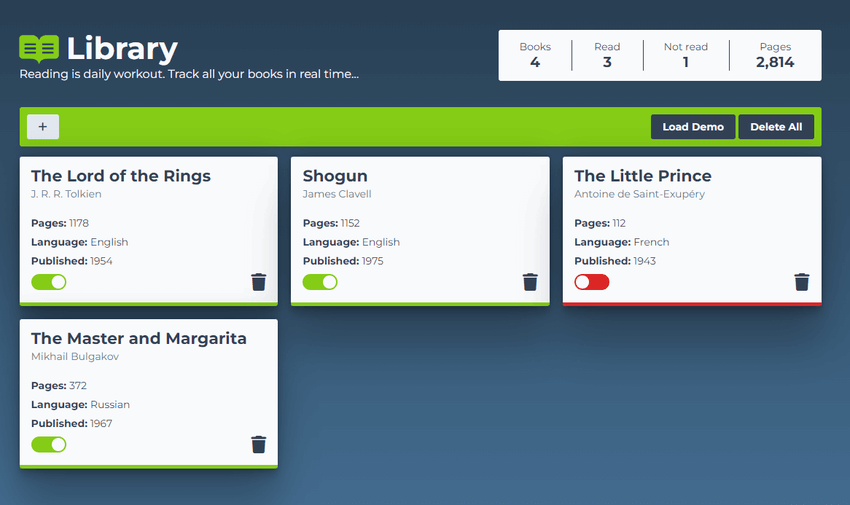 Library
Reading is daily workout. Track all your books in real time...
Books Read Not read Pages
4 3 1 2,814
+ Load Demo Delete All
The Lord of the Rings
J. R. R. Tolkien
Pages: 1178
Language: English
Published: 1954
Shogun
James Clavell
Pages: 1152
Language: English
Published: 1975
The Little Prince
Antoine de Saint-Exupéry
Pages: 112
Language: French
Published: 1943
The Master and Margarita
Mikhail Bulgakov
Pages: 372
Language: Russian
Published: 1967